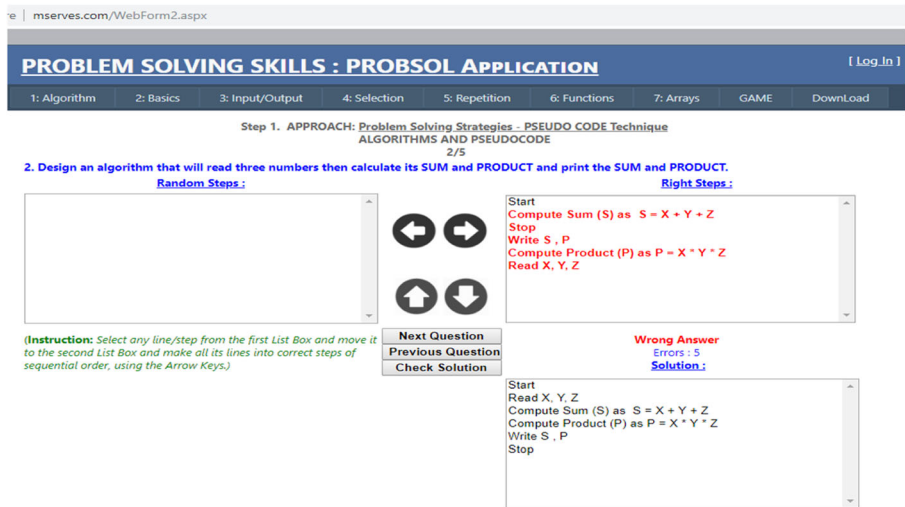 re | mserves.com/WebForm2.aspx
PROBLEM SOLVING SKILLS : PROBSOL APPLICATION
[ Log In ]
1: Algorithm 2: Basics 3: Input/Output 4: Selection 5: Repetition 6: Functions 7: Arrays GAME DownLoad
Step 1. APPROACH: Problem Solving Strategies - PSEUDO CODE Technique
ALGORITHMS AND PSEUDOCODE
2/5
2. Design an algorithm that will read three numbers then calculate its SUM and PRODUCT and print the SUM and PRODUCT.
Random Steps :
Right Steps :
Start
Compute Sum (S) as S = X + Y + Z
Stop
Write S , P
Compute Product (P) as P = X * Y * Z
Read X, Y, Z
(Instruction: Select any line/step from the first List Box and move it
to the second List Box and make all its lines into correct steps of
sequential order, using the Arrow Keys.)
Next Question
Previous Question
Check Solution
Wrong Answer
Errors : 5
Solution :
Start
Read X, Y, Z
Compute Sum (S) as S = X + Y + Z
Compute Product (P) as P = X * Y * Z
Write S , P
Stop